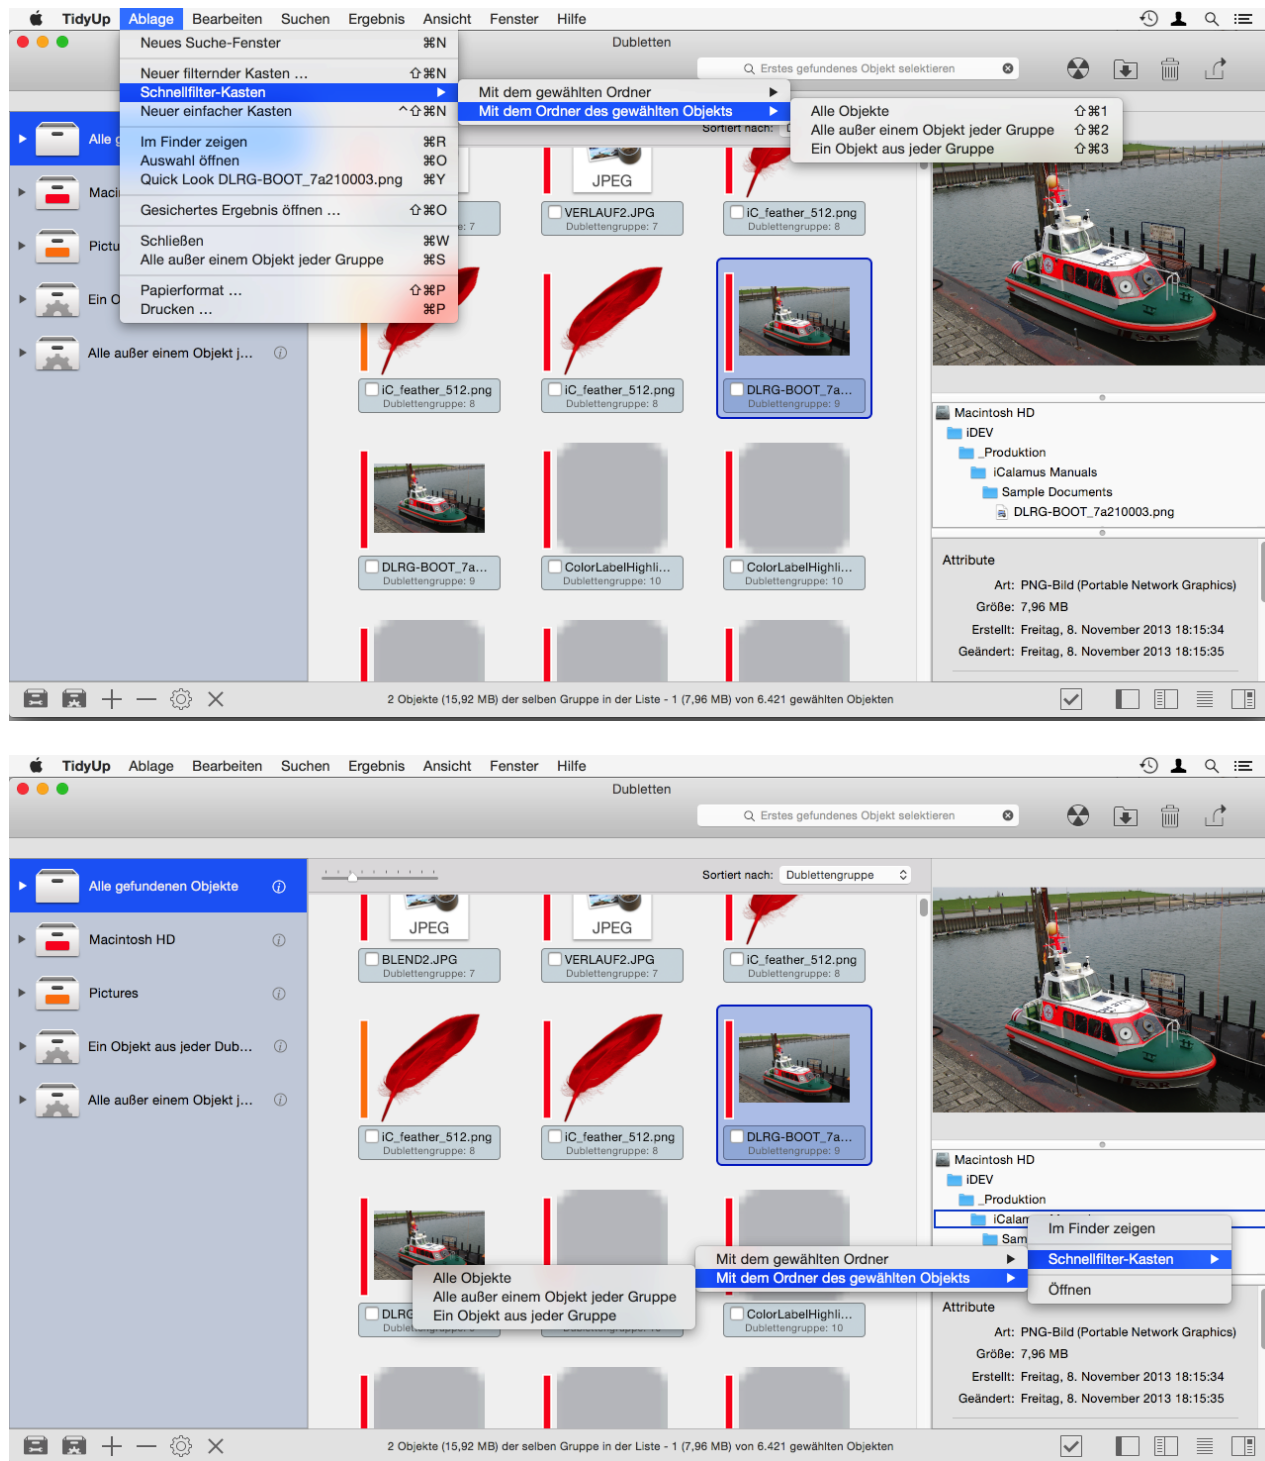 TidyUp Ablage Bearbeiten Suchen Ergebnis Ansicht Fenster Hilfe
Dubletten
Erstes gefundenes Objekt selektieren
Neues Suche-Fenster ⌘N
Neuer filternder Kasten ... ⇧⌘N
Schnellfilter-Kasten
Neuer einfacher Kasten ^⇧⌘N
Im Finder zeigen ⌘R
Auswahl öffnen ⌘O
Quick Look DLRG-BOOT_7a210003.png ⌘Y
Gesichertes Ergebnis öffnen ... ⇧⌘O
Schließen ⌘W
Alle außer einem Objekt jeder Gruppe ⌘S
Papierformat ... ⇧⌘P
Drucken ... ⌘P
Mit dem gewählten Ordner
Mit dem Ordner des gewählten Objekts
Alle Objekte ⇧⌘1
Alle außer einem Objekt jeder Gruppe ⇧⌘2
Ein Objekt aus jeder Gruppe ⇧⌘3
Sortiert nach:
Alle g
Maci
Pictu
Ein O
Alle außer einem Objekt j...
JPEG
e: 7
VERLAUF2.JPG
Dublettengruppe: 7
iC_feather_512.png
Dublettengruppe: 8
iC_feather_512.png
Dublettengruppe: 8
iC_feather_512.png
Dublettengruppe: 8
DLRG-BOOT_7a...
Dublettengruppe: 9
DLRG-BOOT_7a...
Dublettengruppe: 9
ColorLabelHighli...
Dublettengruppe: 10
ColorLabelHighli...
Dublettengruppe: 10
Macintosh HD
iDEV
_Produktion
iCalamus Manuals
Sample Documents
DLRG-BOOT_7a210003.png
Attribute
Art: PNG-Bild (Portable Network Graphics)
Größe: 7,96 MB
Erstellt: Freitag, 8. November 2013 18:15:34
Geändert: Freitag, 8. November 2013 18:15:35
2 Objekte (15,92 MB) der selben Gruppe in der Liste - 1 (7,96 MB) von 6.421 gewählten Objekten
TidyUp Ablage Bearbeiten Suchen Ergebnis Ansicht Fenster Hilfe
Dubletten
Erstes gefundenes Objekt selektieren
Alle gefundenen Objekte
Macintosh HD
Pictures
Ein Objekt aus jeder Dub...
Alle außer einem Objekt j...
Sortiert nach: Dublettengruppe
JPEG
JPEG
BLEND2.JPG
Dublettengruppe: 7
VERLAUF2.JPG
Dublettengruppe: 7
iC_feather_512.png
Dublettengruppe: 8
iC_feather_512.png
Dublettengruppe: 8
iC_feather_512.png
Dublettengruppe: 8
DLRG-BOOT_7a...
Dublettengruppe: 9
DLRG
ColorLabelHighli...
Dublettengruppe: 10
Macintosh HD
iDEV
_Produktion
iCalam
Sam
Im Finder zeigen
Schnellfilter-Kasten
Öffnen
Mit dem gewählten Ordner
Mit dem Ordner des gewählten Objekts
Alle Objekte
Alle außer einem Objekt jeder Gruppe
Ein Objekt aus jeder Gruppe
Attribute
Art: PNG-Bild (Portable Network Graphics)
Größe: 7,96 MB
Erstellt: Freitag, 8. November 2013 18:15:34
Geändert: Freitag, 8. November 2013 18:15:35
2 Objekte (15,92 MB) der selben Gruppe in der Liste - 1 (7,96 MB) von 6.421 gewählten Objekten